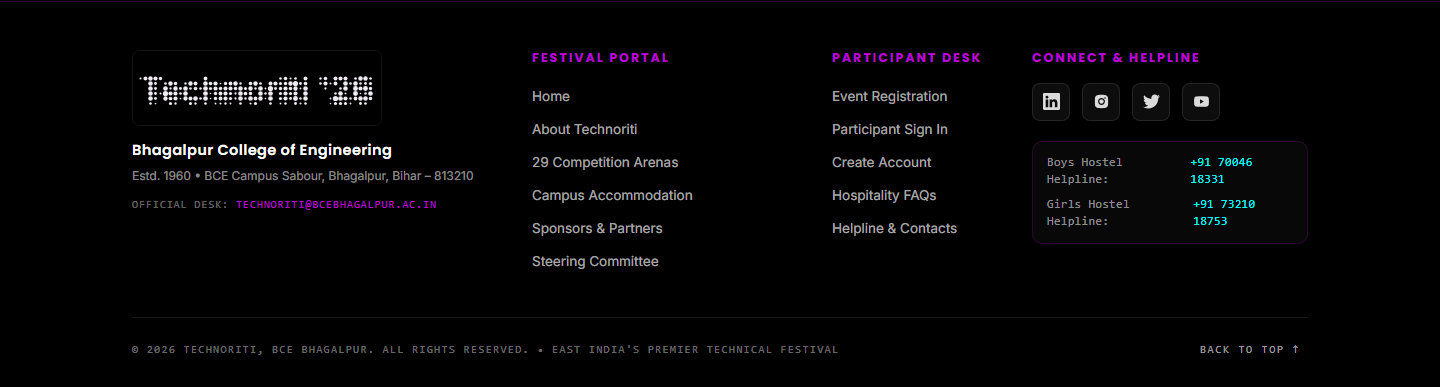 Technoriti '26
Bhagalpur College of Engineering
Estd. 1960 • BCE Campus Sabour, Bhagalpur, Bihar – 813210
OFFICIAL DESK: TECHNORITI@BCEBHAGALPUR.AC.IN
FESTIVAL PORTAL
Home
About Technoriti
29 Competition Arenas
Campus Accommodation
Sponsors & Partners
Steering Committee
PARTICIPANT DESK
Event Registration
Participant Sign In
Create Account
Hospitality FAQs
Helpline & Contacts
CONNECT & HELPLINE
in
Boys Hostel +91 70046
Helpline: 18331
Girls Hostel +91 73210
Helpline: 18753
© 2026 TECHNORITI, BCE BHAGALPUR. ALL RIGHTS RESERVED. • EAST INDIA'S PREMIER TECHNICAL FESTIVAL
BACK TO TOP ↑